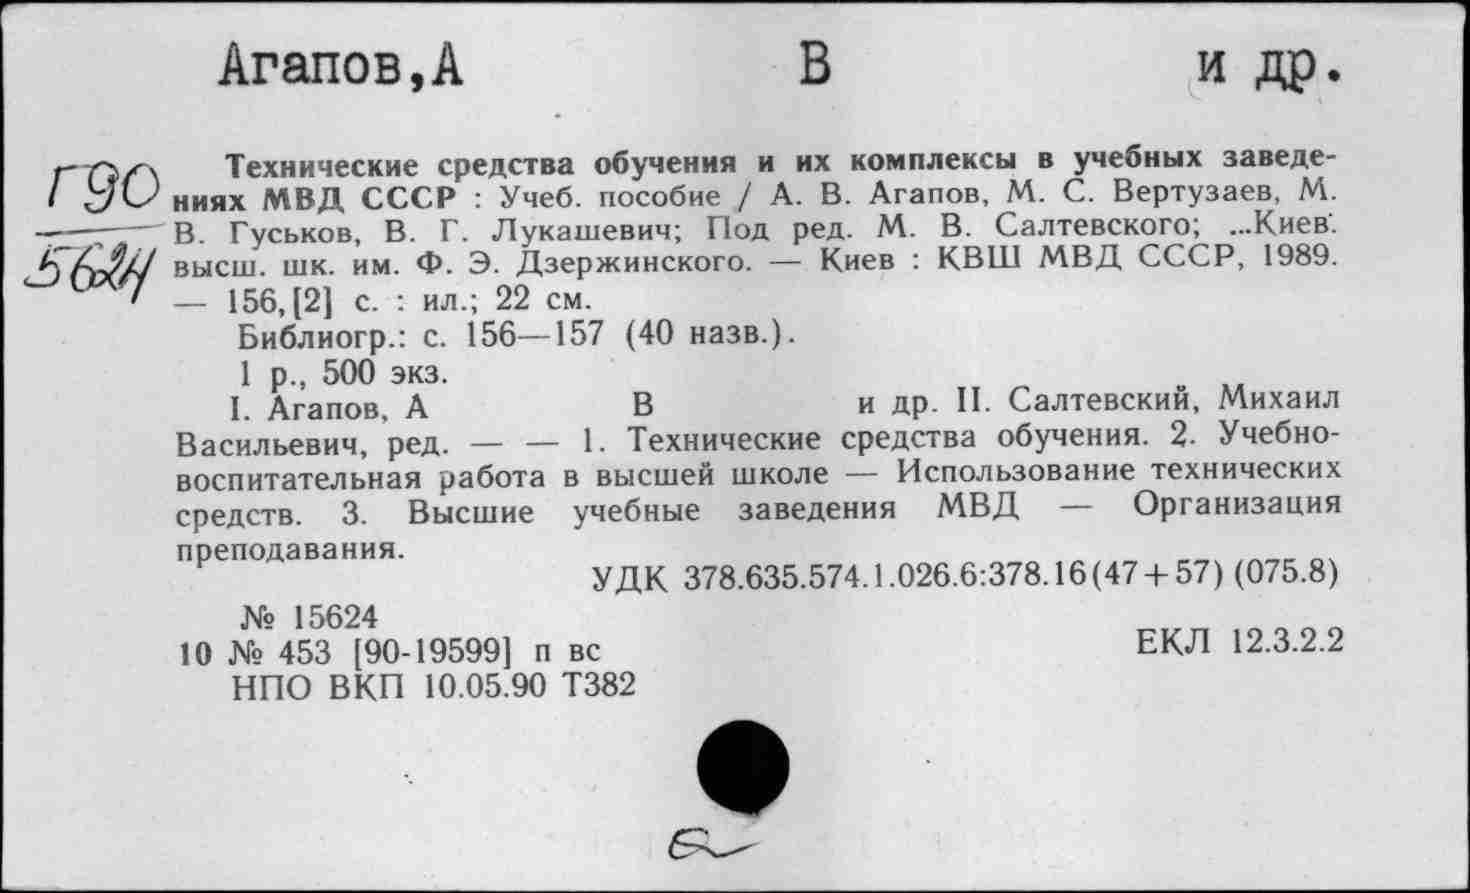 Агапов,А В и др.
Г90
5624
Технические средства обучения и их комплексы в учебных заведе-
ниях МВД СССР : Учеб. пособие / А. В. Агапов, М. С. Вертузаев, М.
В. Гуськов, В. Г. Лукашевич; Под ред. М. В. Салтевского; ...Киев.
высш. шк. им. Ф. Э. Дзержинского. — Киев : КВШ МВД СССР, 1989.
— 156,[2] с. : ил.; 22 см.
Библиогр.: с. 156—157 (40 назв.).
1 р., 500 экз.
I. Агапов, А В и др. II. Салтевский, Михаил
Васильевич, ред. — — 1. Технические средства обучения. 2. Учебно-
воспитательная работа в высшей школе — Использование технических
средств. 3. Высшие учебные заведения МВД — Организация
преподавания.
УДК 378.635.574.1.026.6:378.16(47+57) (075.8)
№ 15624
10 № 453 [90-19599] п вс
ЕКЛ 12.3.2.2
НПО ВКП 10.05.90 Т382